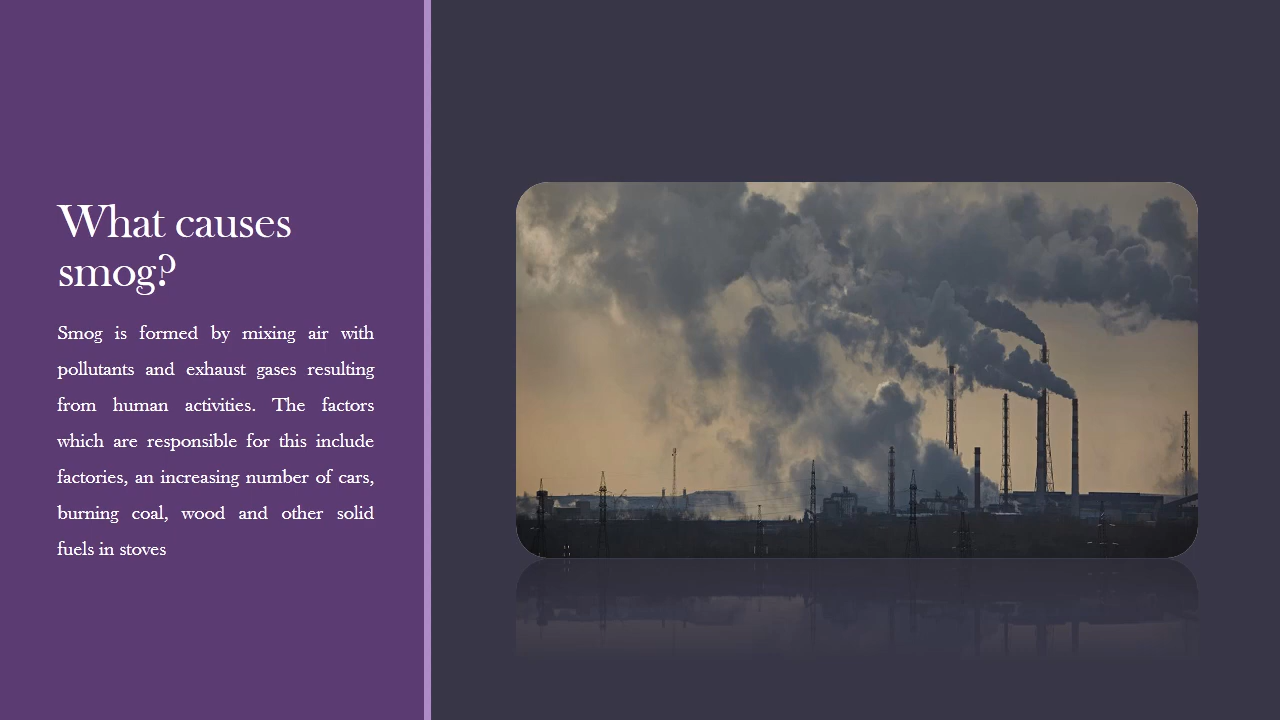 What causes
smog?
Smog is formed by mixing air with
pollutants and exhaust gases resulting
from human activities. The factors
which are responsible for this include
factories, an increasing number of cars,
burning coal, wood and other solid
fuels in stoves